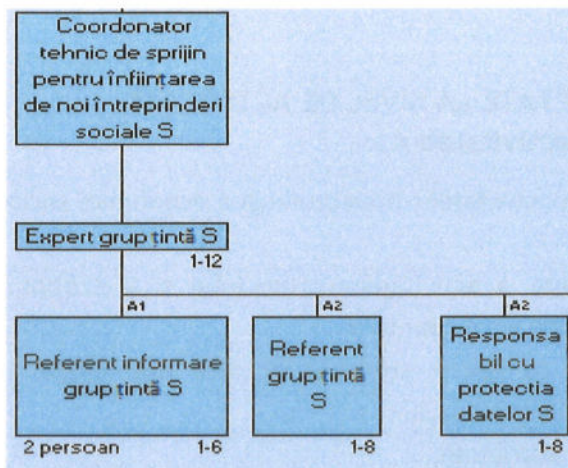 Coordonator
tehnic de sprijin
pentru înființarea
de noi întreprinderi
sociale S
Expert grup țintă S
1-12
A1
A2
A2
Referent informare
grup țintă S
Referent
grup țintă
S
Responsa
bil cu
protectia
datelor S
2 persoan
1-6
1-8
1-8